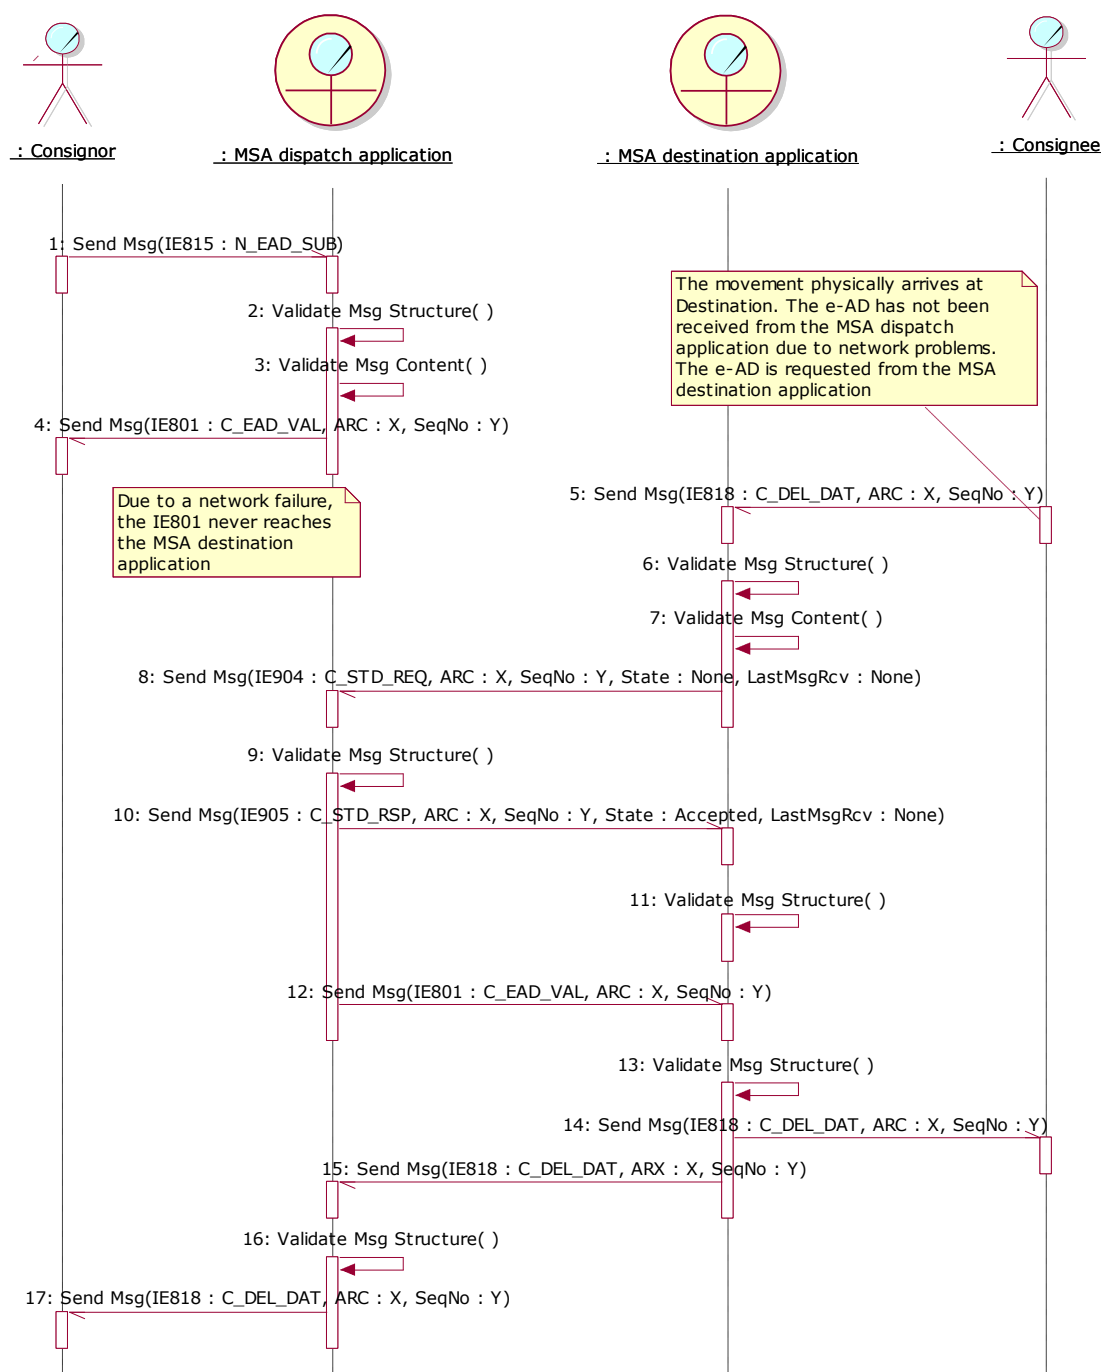 : Consignor
: MSA dispatch application
: MSA destination application
: Consignee
1: Send Msg(IE815 : N_EAD_SUB)
The movement physically arrives at
Destination. The e-AD has not been
received from the MSA dispatch
application due to network problems.
The e-AD is requested from the MSA
destination application
2: Validate Msg Structure( )
3: Validate Msg Content( )
4: Send Msg(IE801 : C_EAD_VAL, ARC : X, SeqNo : Y)
Due to a network failure,
the IE801 never reaches
the MSA destination
application
5: Send Msg(IE818 : C_DEL_DAT, ARC : X, SeqNo : Y)
6: Validate Msg Structure( )
7: Validate Msg Content( )
8: Send Msg(IE904 : C_STD_REQ, ARC : X, SeqNo : Y, State : None, LastMsgRcv : None)
9: Validate Msg Structure( )
10: Send Msg(IE905 : C_STD_RSP, ARC : X, SeqNo : Y, State : Accepted, LastMsgRcv : None)
11: Validate Msg Structure( )
12: Send Msg(IE801 : C_EAD_VAL, ARC : X, SeqNo : Y)
13: Validate Msg Structure( )
14: Send Msg(IE818 : C_DEL_DAT, ARC : X, SeqNo : Y)
15: Send Msg(IE818 : C_DEL_DAT, ARX : X, SeqNo : Y)
16: Validate Msg Structure( )
17: Send Msg(IE818 : C_DEL_DAT, ARC : X, SeqNo : Y)